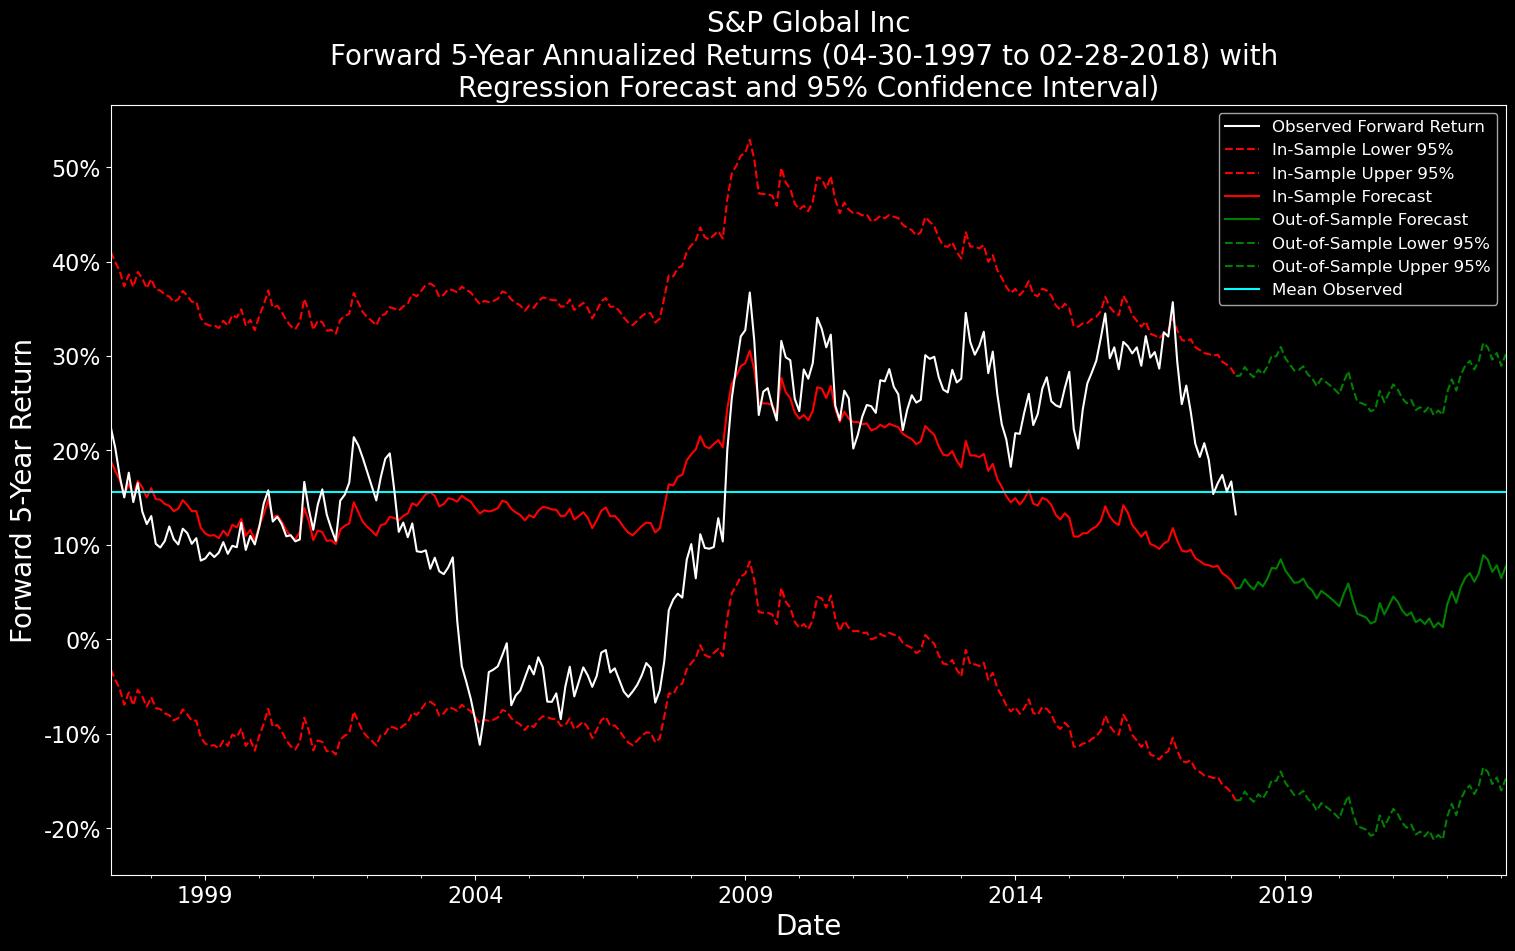 S&P Global Inc
Forward 5-Year Annualized Returns (04-30-1997 to 02-28-2018) with
Regression Forecast and 95% Confidence Interval)
Observed Forward Return
In-Sample Lower 95%
In-Sample Upper 95%
In-Sample Forecast
Out-of-Sample Forecast
Out-of-Sample Lower 95%
Out-of-Sample Upper 95%
Mean Observed
Forward 5-Year Return
50%
40%
30%
20%
10%
0%
-10%
-20%
1999
2004
2009
2014
2019
Date